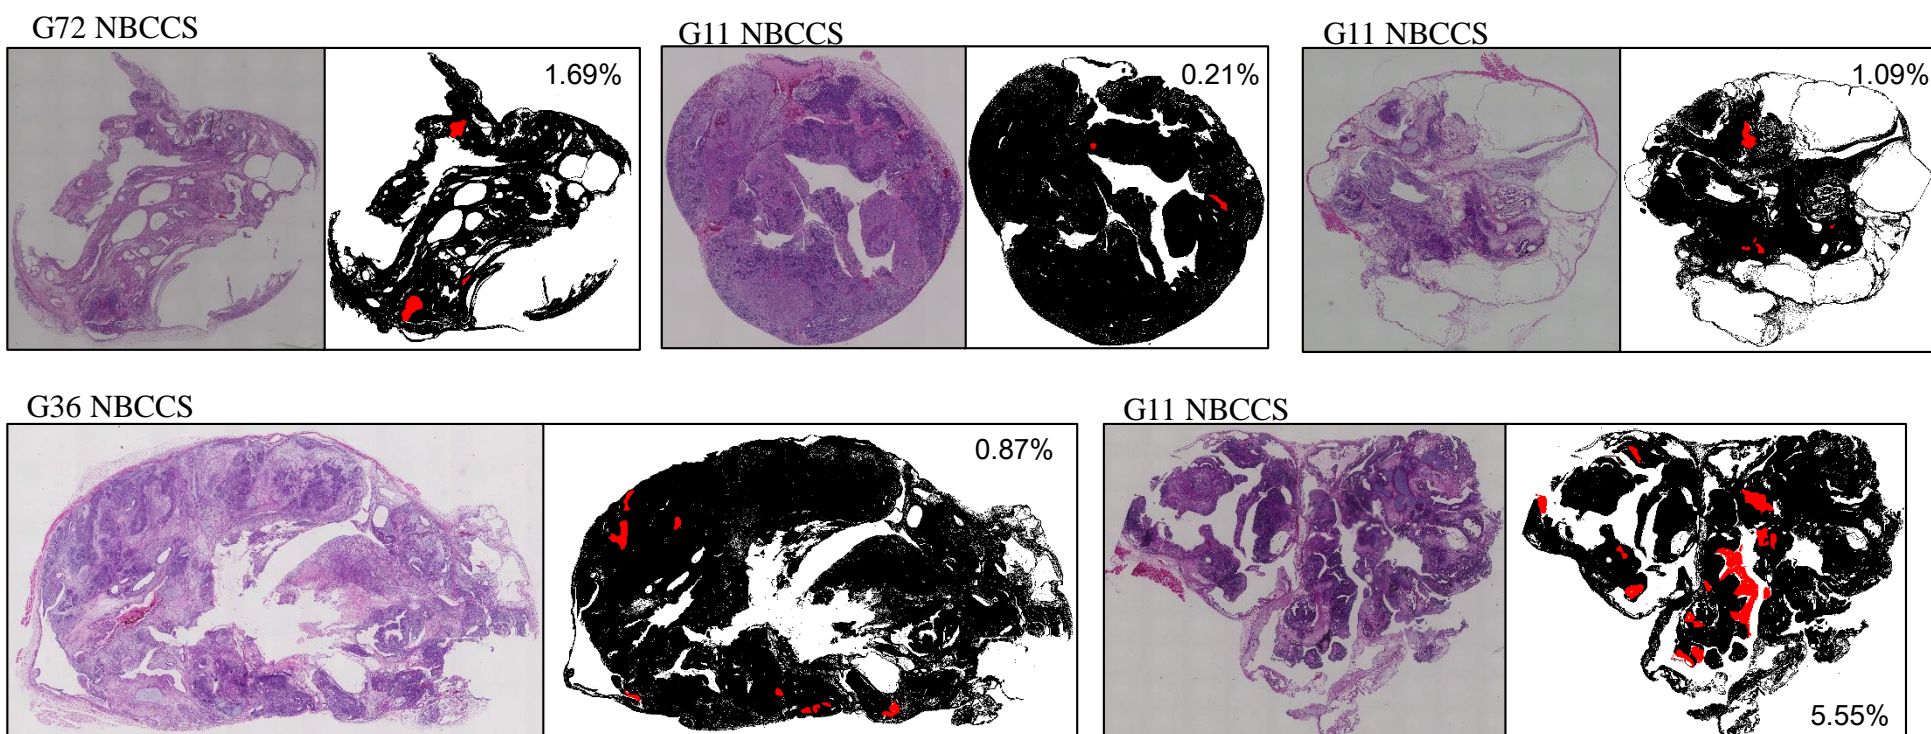 G72 NBCCS
1.69%
G11 NBCCS
0.21%
G11 NBCCS
1.09%
G36 NBCCS
0.87%
G11 NBCCS
5.55%